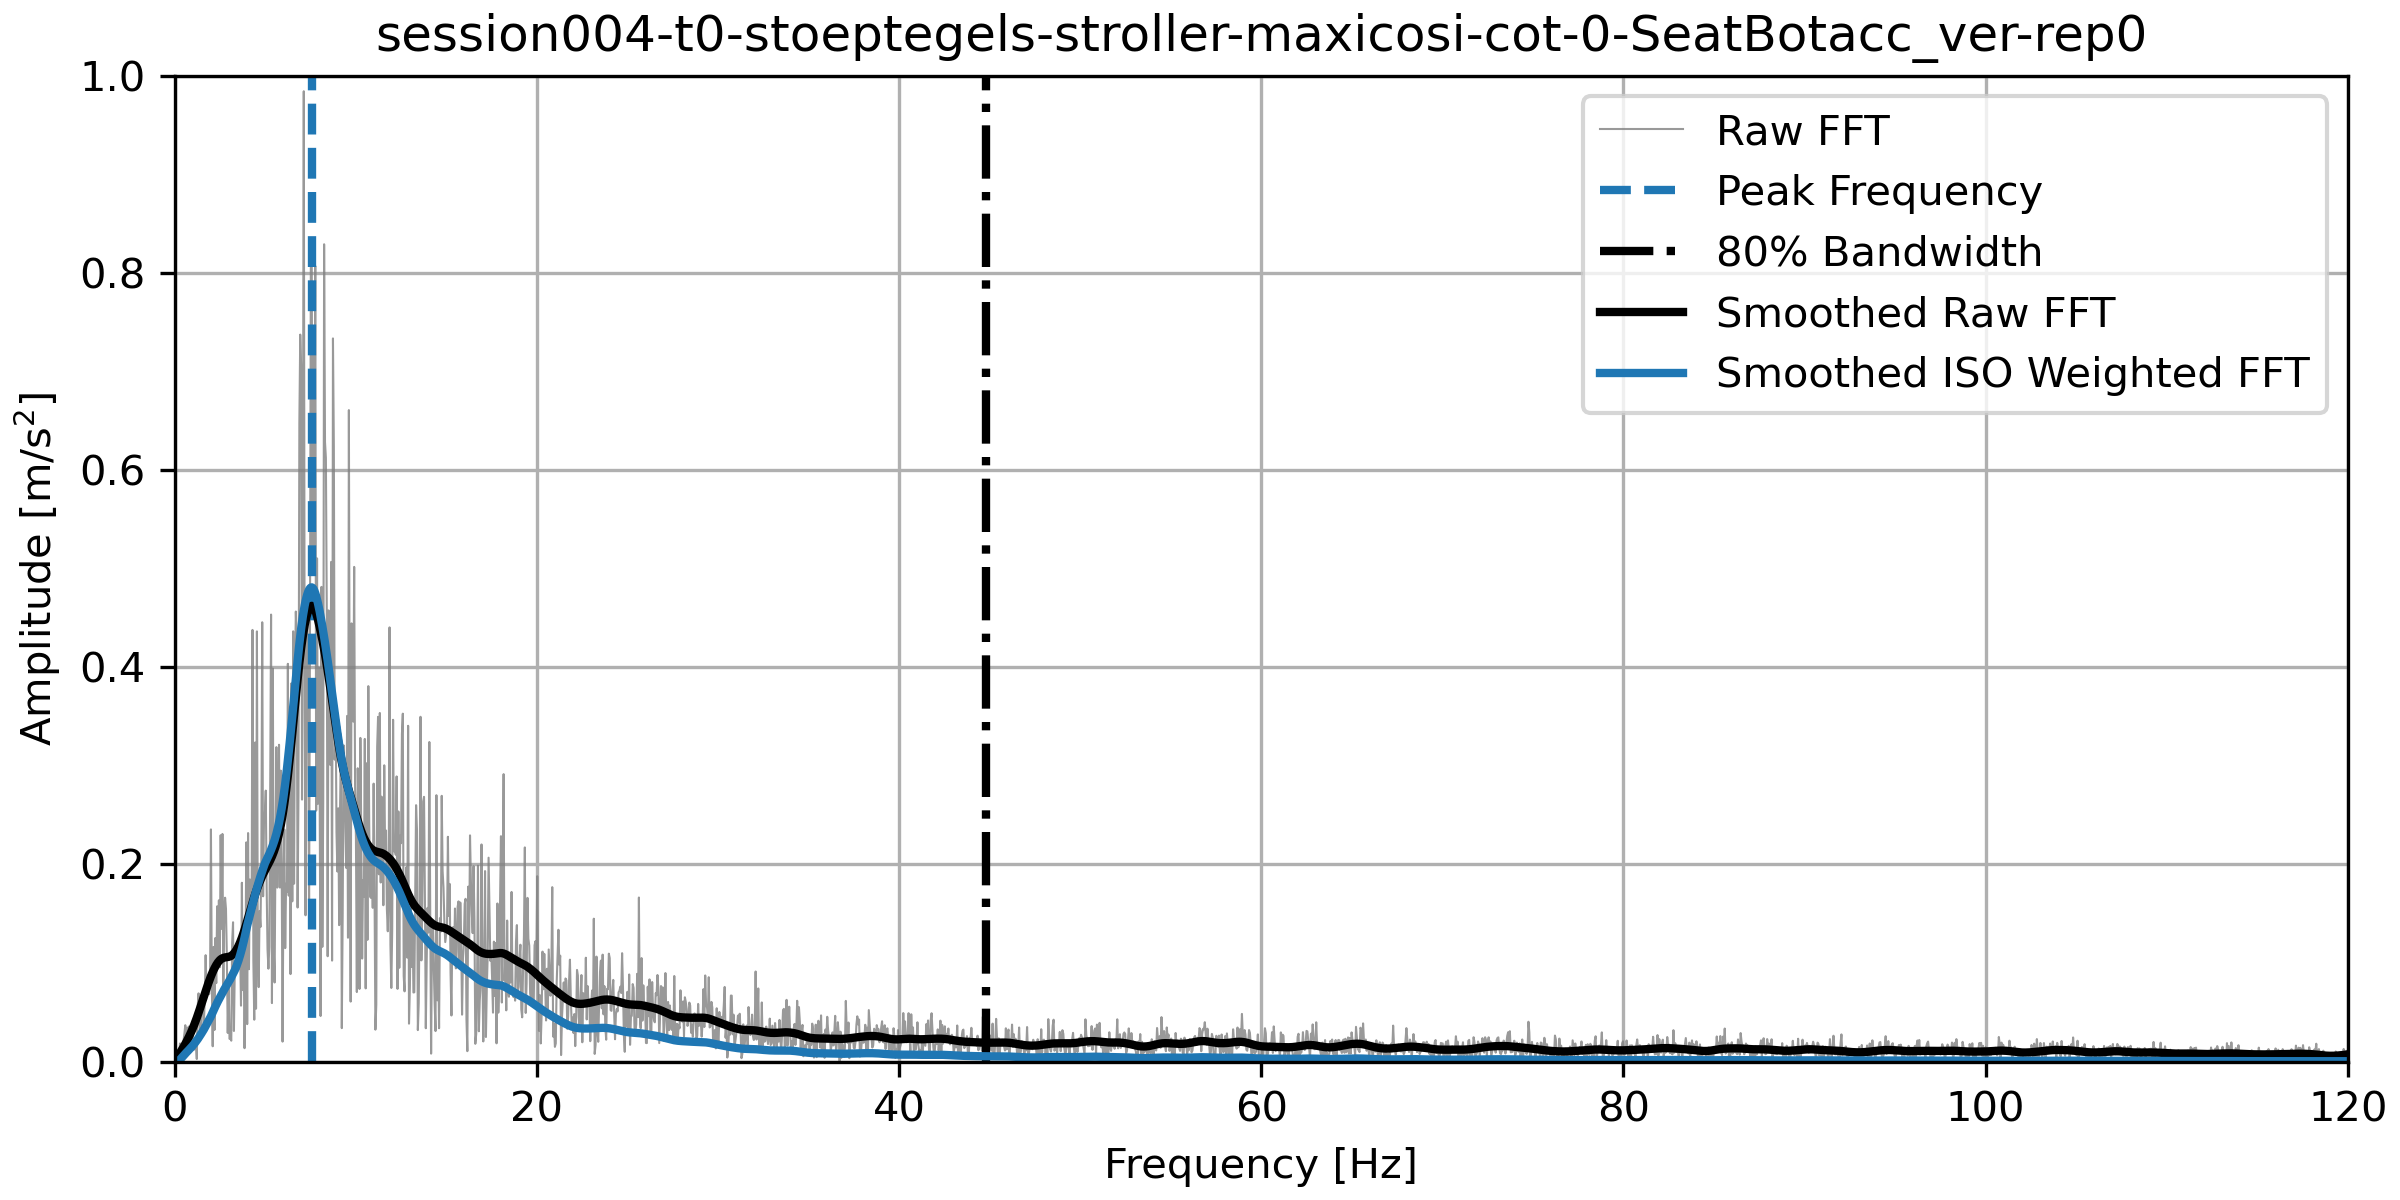 session004-t0-stoeptegels-stroller-maxicosi-cot-0-SeatBotacc_ver-rep0
1.0
0.8
0.6
0.4
0.2
0.0
Amplitude [m/s²]
Raw FFT
Peak Frequency
80% Bandwidth
Smoothed Raw FFT
Smoothed ISO Weighted FFT
0 20 40 60 80 100 120
Frequency [Hz]